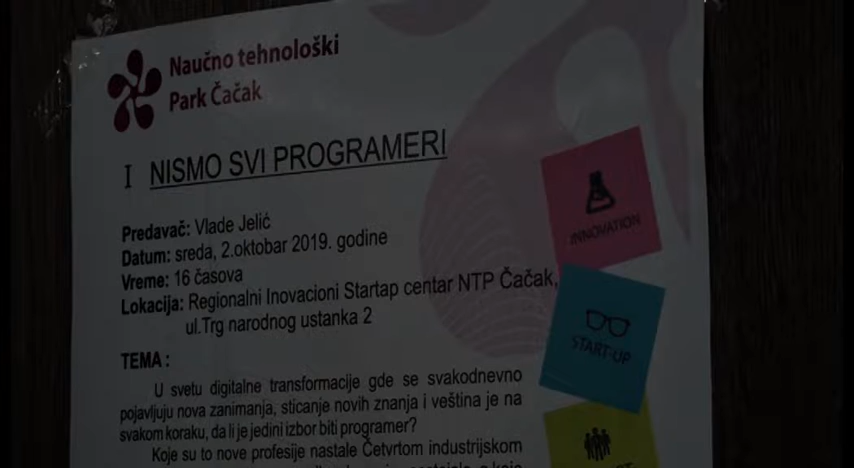 Naučno tehnološki
Park Čačak
I NISMO SVI PROGRAMERI
Predavač: Vlade Jelić
Datum: sreda, 2.oktobar 2019. godine
Vreme: 16 časova
Lokacija: Regionalni Inovacioni Startap centar NTP Čačak,
ul.Trg narodnog ustanka 2
TEMA :
U svetu digitalne transformacije gde se svakodnevno
pojavljuju nova zanimanja, sticanje novih znanja i veština je na
svakom koraku, da li je jedini izbor biti programer?
Koje su to nove profesije nastale Četvrtom industrijskom
INNOVATION
START-UP